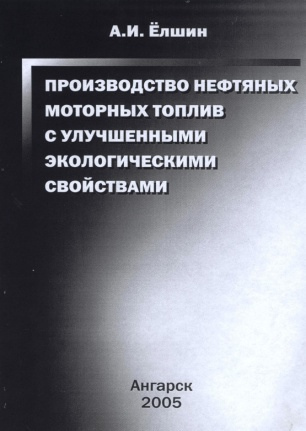 А.И. Ёлшин
ПРОИЗВОДСТВО НЕФТЯНЫХ
МОТОРНЫХ ТОПЛИВ
С УЛУЧШЕННЫМИ
ЭКОЛОГИЧЕСКИМИ
СВОЙСТВАМИ
Ангарск
2005